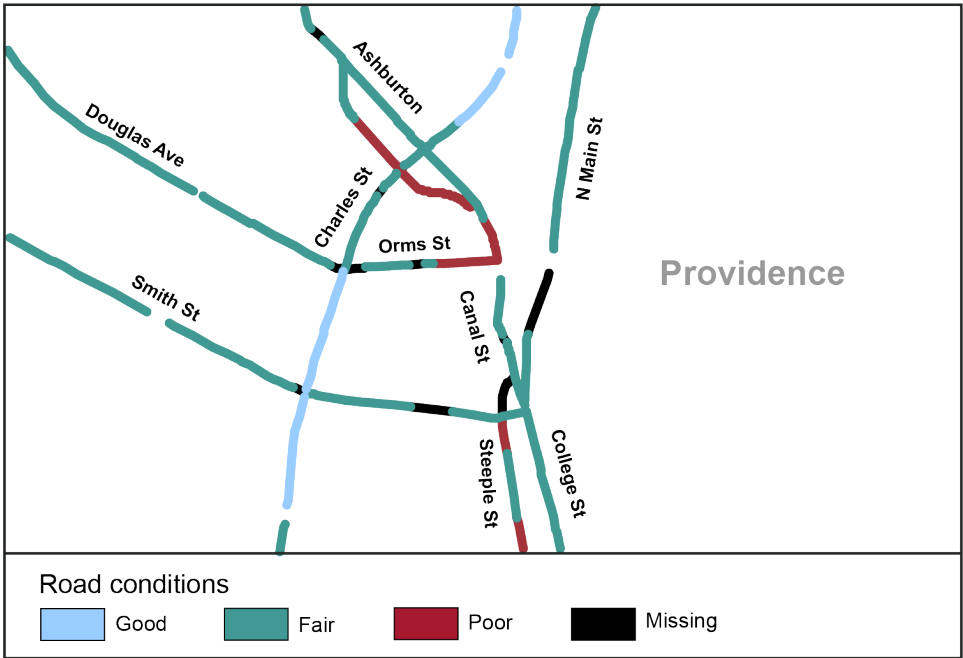 Ashburton
Douglas Ave
N Main St
Charles St
Orms St
Providence
Smith St
Canal St
College St
Steeple St
Road conditions
Good
Fair
Poor
Missing